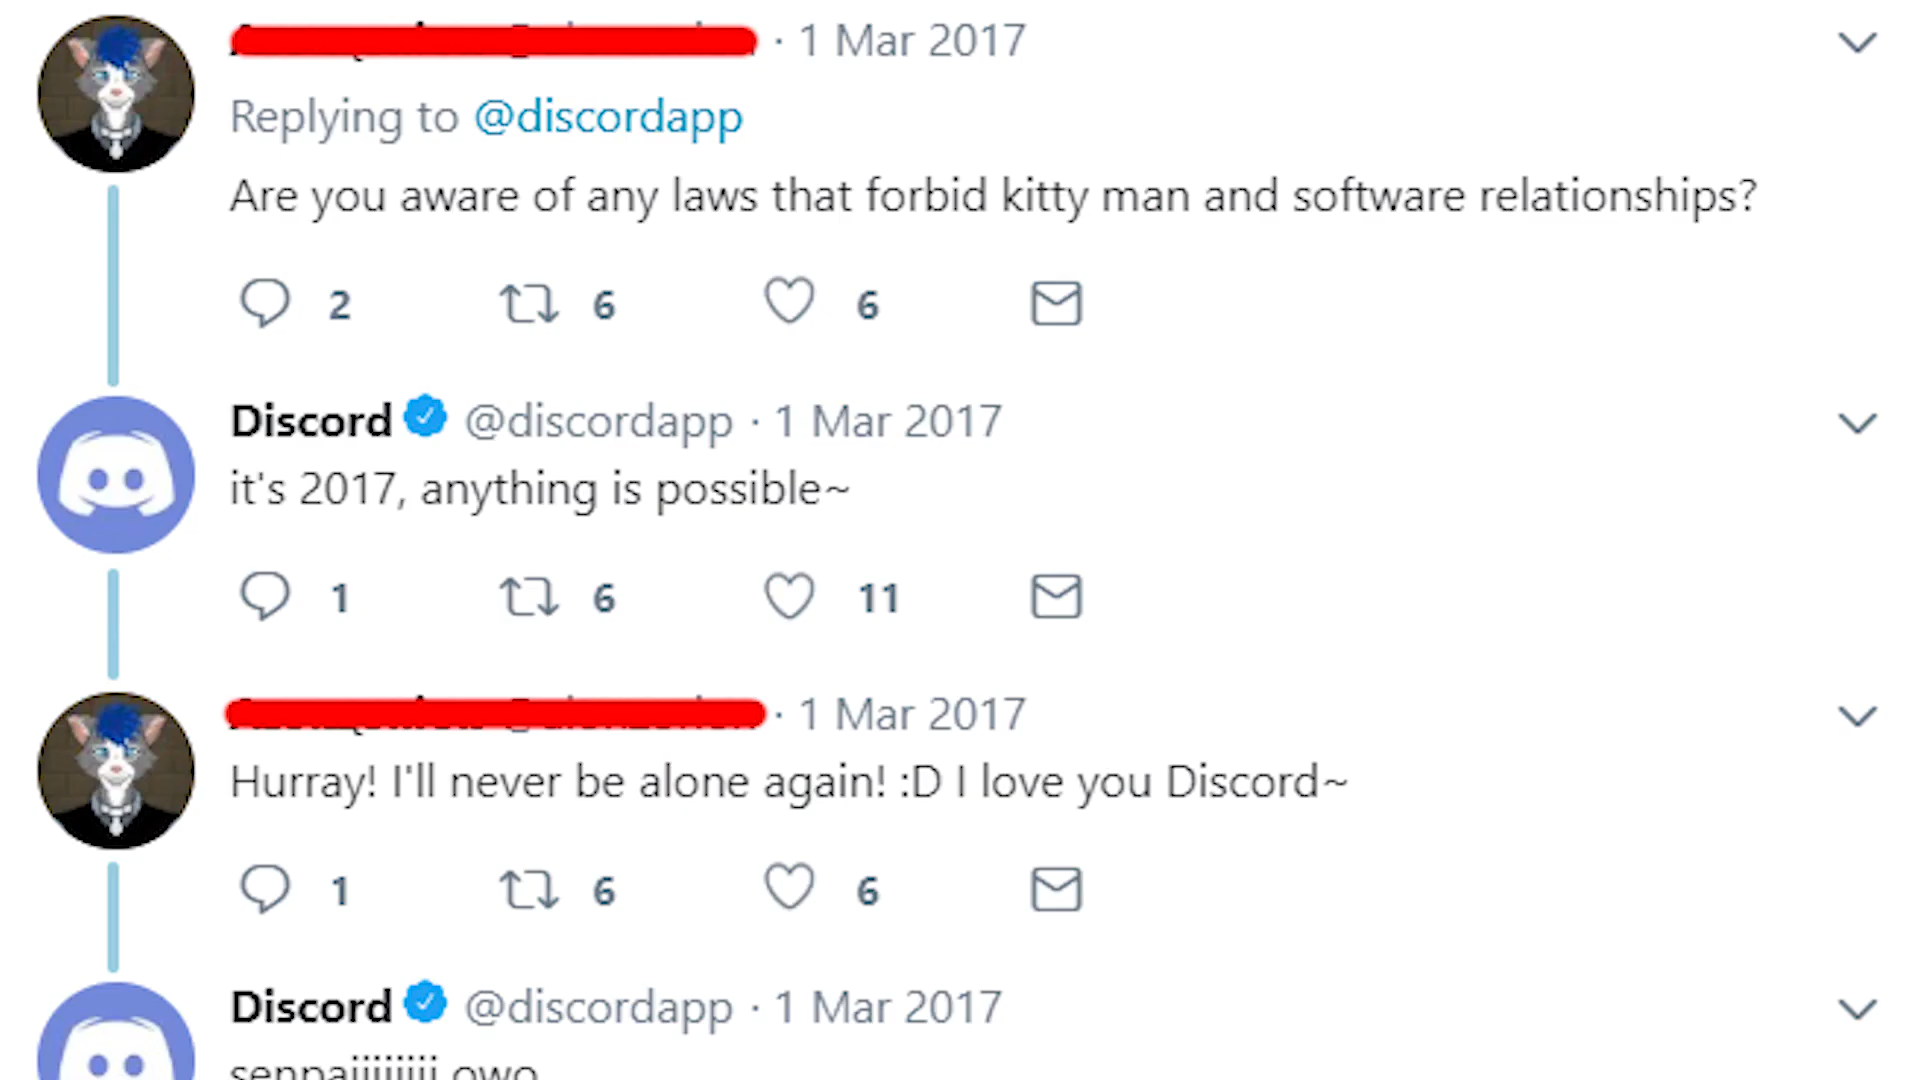 · 1 Mar 2017
Replying to @discordapp
Are you aware of any laws that forbid kitty man and software relationships?
2 6 6
Discord @discordapp · 1 Mar 2017
it's 2017, anything is possible~
1 6 11
· 1 Mar 2017
Hurray! I'll never be alone again! :D I love you Discord~
1 6 6
Discord @discordapp · 1 Mar 2017
senpaiiiiiiiii owo